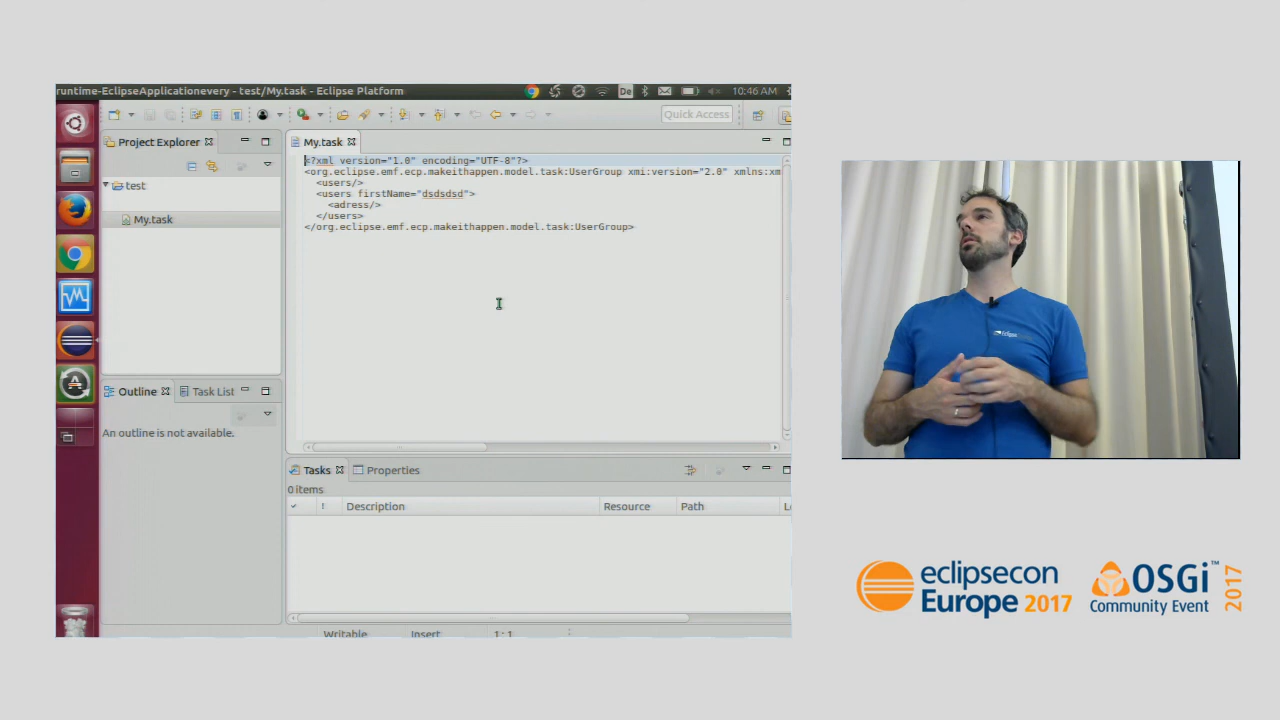 runtime-EclipseApplicationevery - test/My.task - Eclipse Platform
De
10:46 AM
Quick Access
Project Explorer
test
My.task
My.task
<?xml version="1.0" encoding="UTF-8"?>
<org.eclipse.emf.ecp.makeithappen.model.task:UserGroup xmi:version="2.0" xmlns:xm
<users/>
<users firstName="dsdsdsd">
<adress/>
</users>
</org.eclipse.emf.ecp.makeithappen.model.task:UserGroup>
Outline
Task List
An outline is not available.
Tasks
Properties
0 items
! Description Resource Path L
Writable Insert 1 : 1
Eclipse
eclipsecon
Europe 2017
OSGi™
Community Event
2017